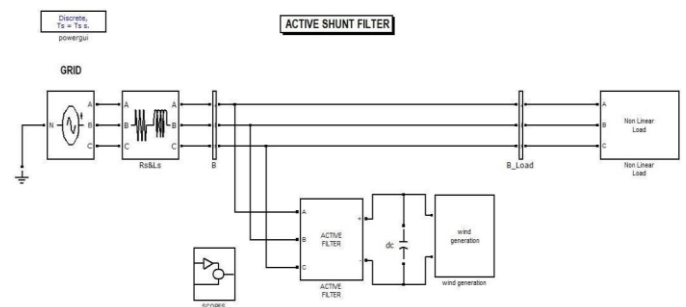 Discrete,
Ts = Ts s.
powergui
ACTIVE SHUNT FILTER
GRID
N
A
B
C
A
B
C
A
B
C
Rs&Ls
B
B_Load
A
B
C
Non Linear
Load
Non Linear
Load
A
B
C
ACTIVE
FILTER
+
-
ACTIVE
FILTER
dc
wind
generation
wind generation
SCOPES